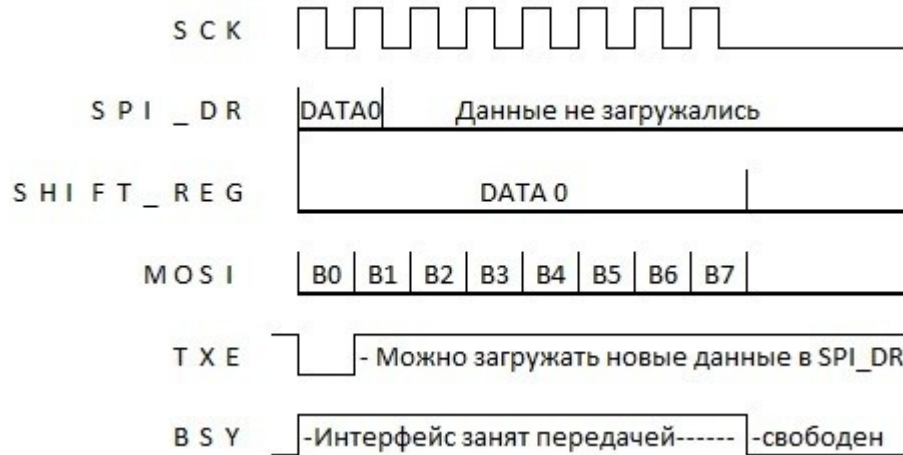 SCK
SPI_DR DATA0 Данные не загружались
SHIFT_REG DATA 0
MOSI B0 B1 B2 B3 B4 B5 B6 B7
TXE - Можно загружать новые данные в SPI_DR
BSY -Интерфейс занят передачей------ -свободен